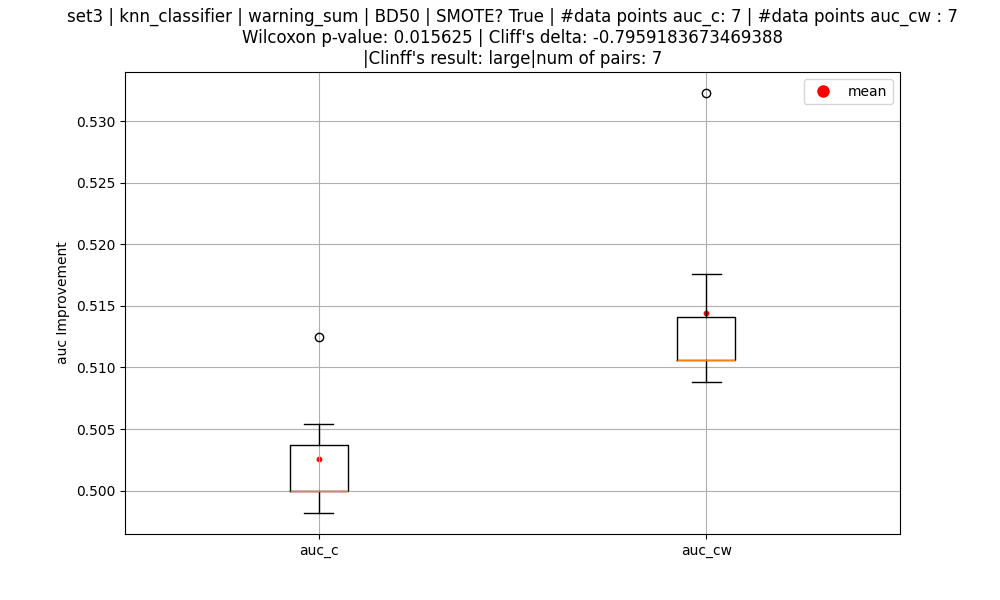 set3 | knn_classifier | warning_sum | BD50 | SMOTE? True | #data points auc_c: 7 | #data points auc_cw : 7
Wilcoxon p-value: 0.015625 | Cliff's delta: -0.7959183673469388
|Clinff's result: large|num of pairs: 7
mean
0.530
0.525
0.520
0.515
0.510
0.505
0.500
auc Improvement
auc_c
auc_cw